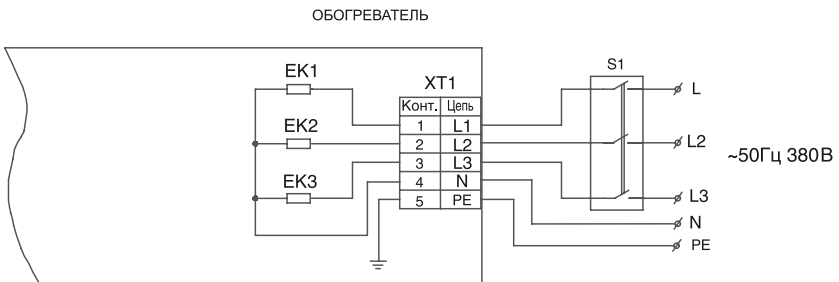 ОБОГРЕВАТЕЛЬ
S1
EK1
XT1
L
Конт. Цепь
EK2
1 L1
2 L2
L2
~50Гц 380В
3 L3
EK3
4 N
5 PE
L3
N
PE